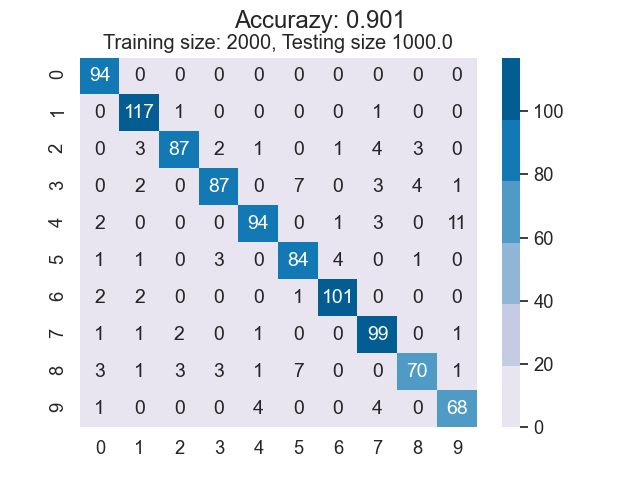 Accurazy: 0.901
Training size: 2000, Testing size 1000.0
0 94 0 0 0 0 0 0 0 0 0
1 0 117 1 0 0 0 0 1 0 0
2 0 3 87 2 1 0 1 4 3 0
3 0 2 0 87 0 7 0 3 4 1
4 2 0 0 0 94 0 1 3 0 11
5 1 1 0 3 0 84 4 0 1 0
6 2 2 0 0 0 1 101 0 0 0
7 1 1 2 0 1 0 0 99 0 1
8 3 1 3 3 1 7 0 0 70 1
9 1 0 0 0 4 0 0 4 0 68
0 1 2 3 4 5 6 7 8 9
100
80
60
40
20
0